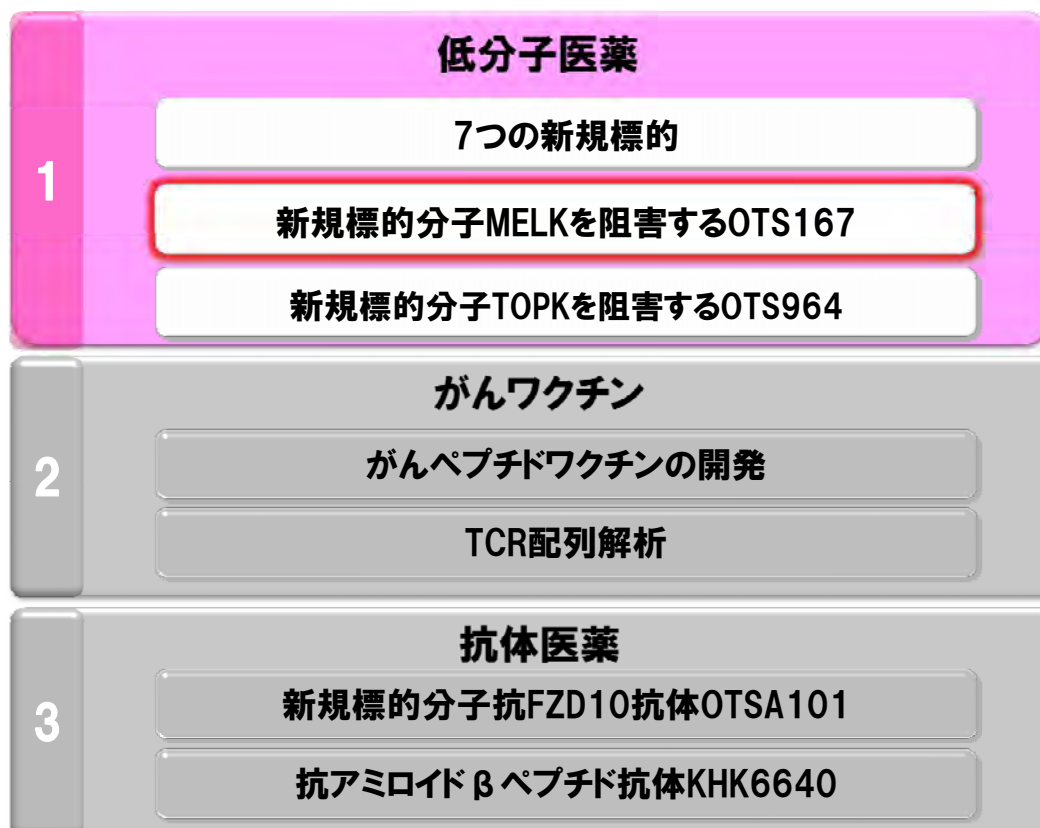 低分子医薬
1
7つの新規標的
新規標的分子MELKを阻害するOTS167
新規標的分子TOPKを阻害するOTS964
がんワクチン
2
がんペプチドワクチンの開発
TCR配列解析
抗体医薬
3
新規標的分子抗FZD10抗体OTSA101
抗アミロイドβペプチド抗体KHK6640